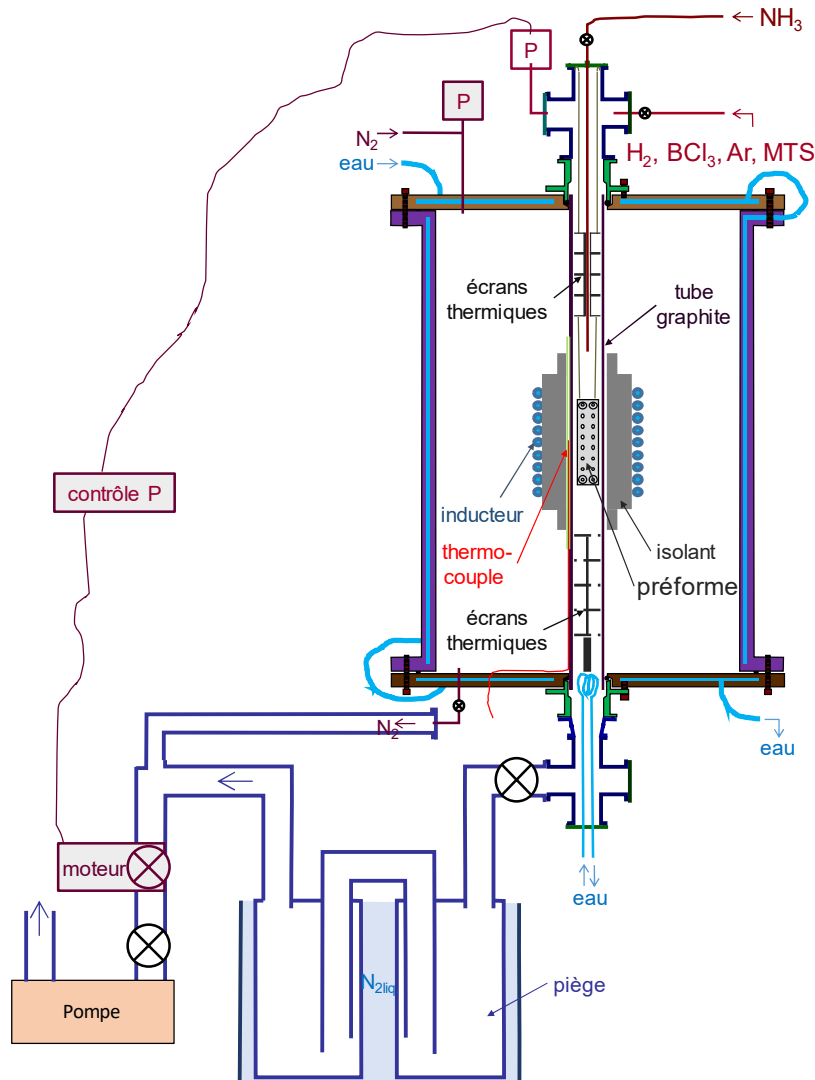 NH₃
P
P
N₂
H₂, BCl₃, Ar, MTS
eau
écrans
thermiques
tube
graphite
contrôle P
inducteur
thermo-
couple
isolant
préforme
écrans
thermiques
N₂
eau
moteur
eau
N₂liq
piège
Pompe